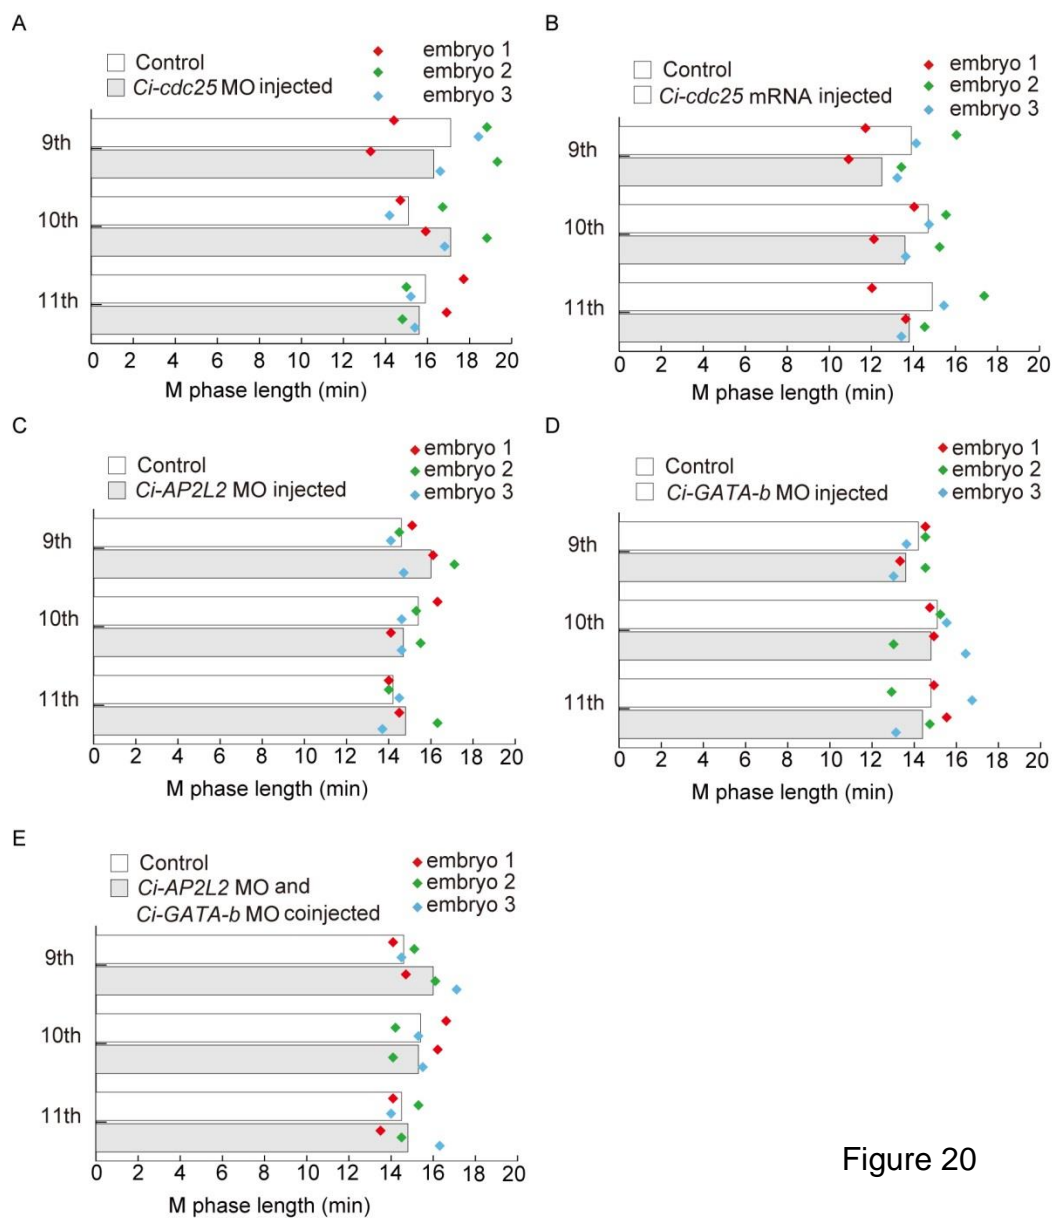 A
Control
Ci-cdc25 MO injected
embryo 1
embryo 2
embryo 3
9th
10th
11th
0 2 4 6 8 10 12 14 16 18 20
M phase length (min)
B
Control
Ci-cdc25 mRNA injected
embryo 1
embryo 2
embryo 3
9th
10th
11th
0 2 4 6 8 10 12 14 16 18 20
M phase length (min)
C
Control
Ci-AP2L2 MO injected
embryo 1
embryo 2
embryo 3
9th
10th
11th
0 2 4 6 8 10 12 14 16 18 20
M phase length (min)
D
Control
Ci-GATA-b MO injected
embryo 1
embryo 2
embryo 3
9th
10th
11th
0 2 4 6 8 10 12 14 16 18 20
M phase length (min)
E
Control
Ci-AP2L2 MO and
Ci-GATA-b MO coinjected
embryo 1
embryo 2
embryo 3
9th
10th
11th
0 2 4 6 8 10 12 14 16 18 20
M phase length (min)
Figure 20